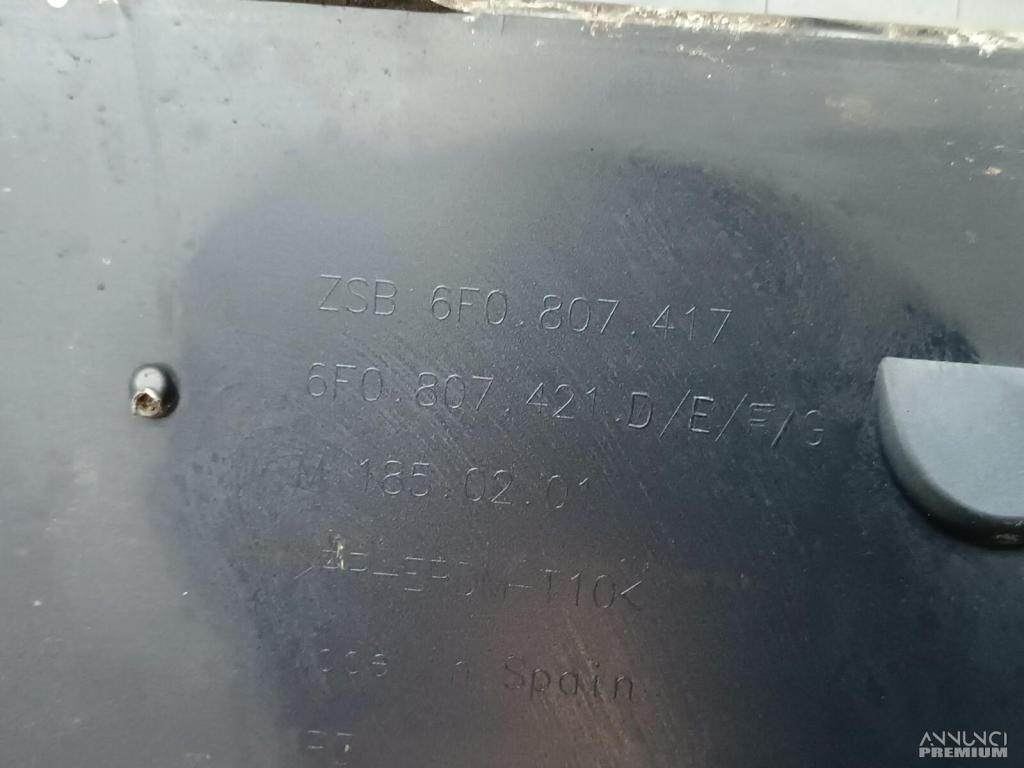 ZSB 6F0.807.417
6F0.807.421.D/E/F/G
M 185.02.01
Spain
ANNUNCI
PREMIUM